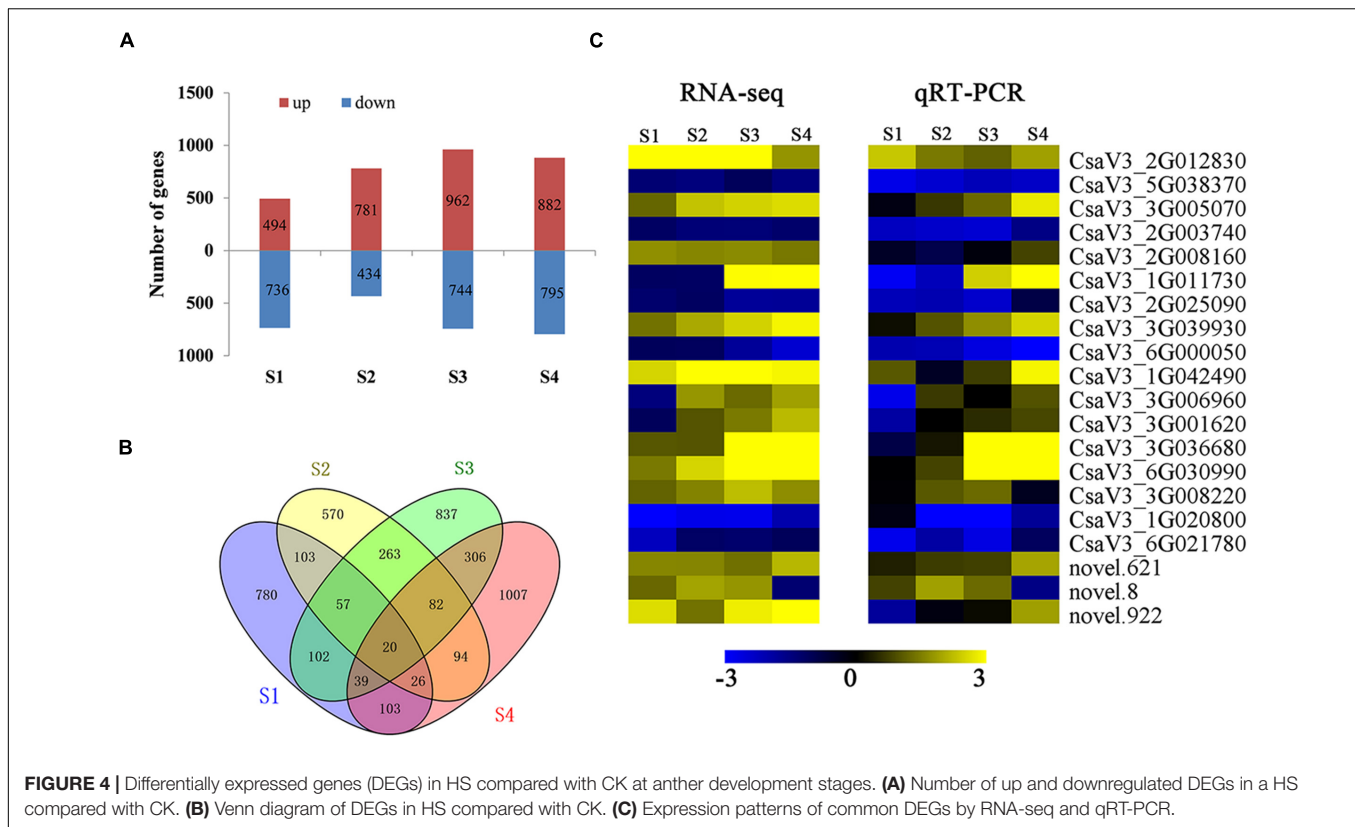 A
1500
1000
500
0
500
1000
Number of genes
up down
494
781
962
882
736
434
744
795
S1 S2 S3 S4
B
S2
S3
570
837
103
263
306
780
57
82
1007
20
102
94
39
26
103
S1
S4
C
RNA-seq qRT-PCR
S1 S2 S3 S4 S1 S2 S3 S4
CsaV3_2G012830
CsaV3_5G038370
CsaV3_3G005070
CsaV3_2G003740
CsaV3_2G008160
CsaV3_1G011730
CsaV3_2G025090
CsaV3_3G039930
CsaV3_6G000050
CsaV3_1G042490
CsaV3_3G006960
CsaV3_3G001620
CsaV3_3G036680
CsaV3_6G030990
CsaV3_3G008220
CsaV3_1G020800
CsaV3_6G021780
novel.621
novel.8
novel.922
-3 0 3
FIGURE 4 | Differentially expressed genes (DEGs) in HS compared with CK at anther development stages. (A) Number of up and downregulated DEGs in a HS
compared with CK. (B) Venn diagram of DEGs in HS compared with CK. (C) Expression patterns of common DEGs by RNA-seq and qRT-PCR.